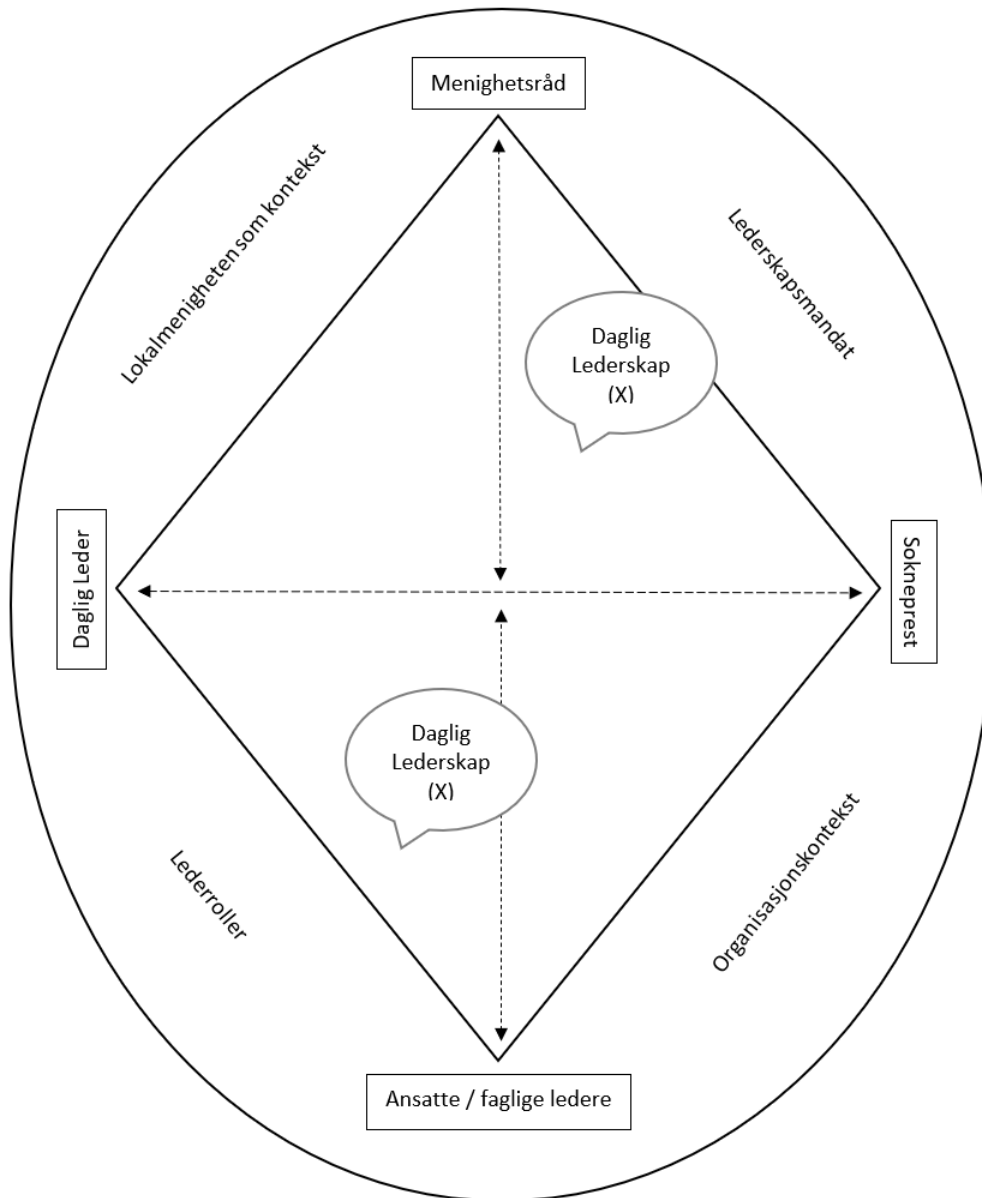 Menighetsråd
Lokalmenigheten som kontekst
Lederskapsmandat
Daglig
Lederskap
(X)
Daglig Leder
Sokneprest
Daglig
Lederskap
(X)
Lederroller
Organisasjonskontekst
Ansatte / faglige ledere